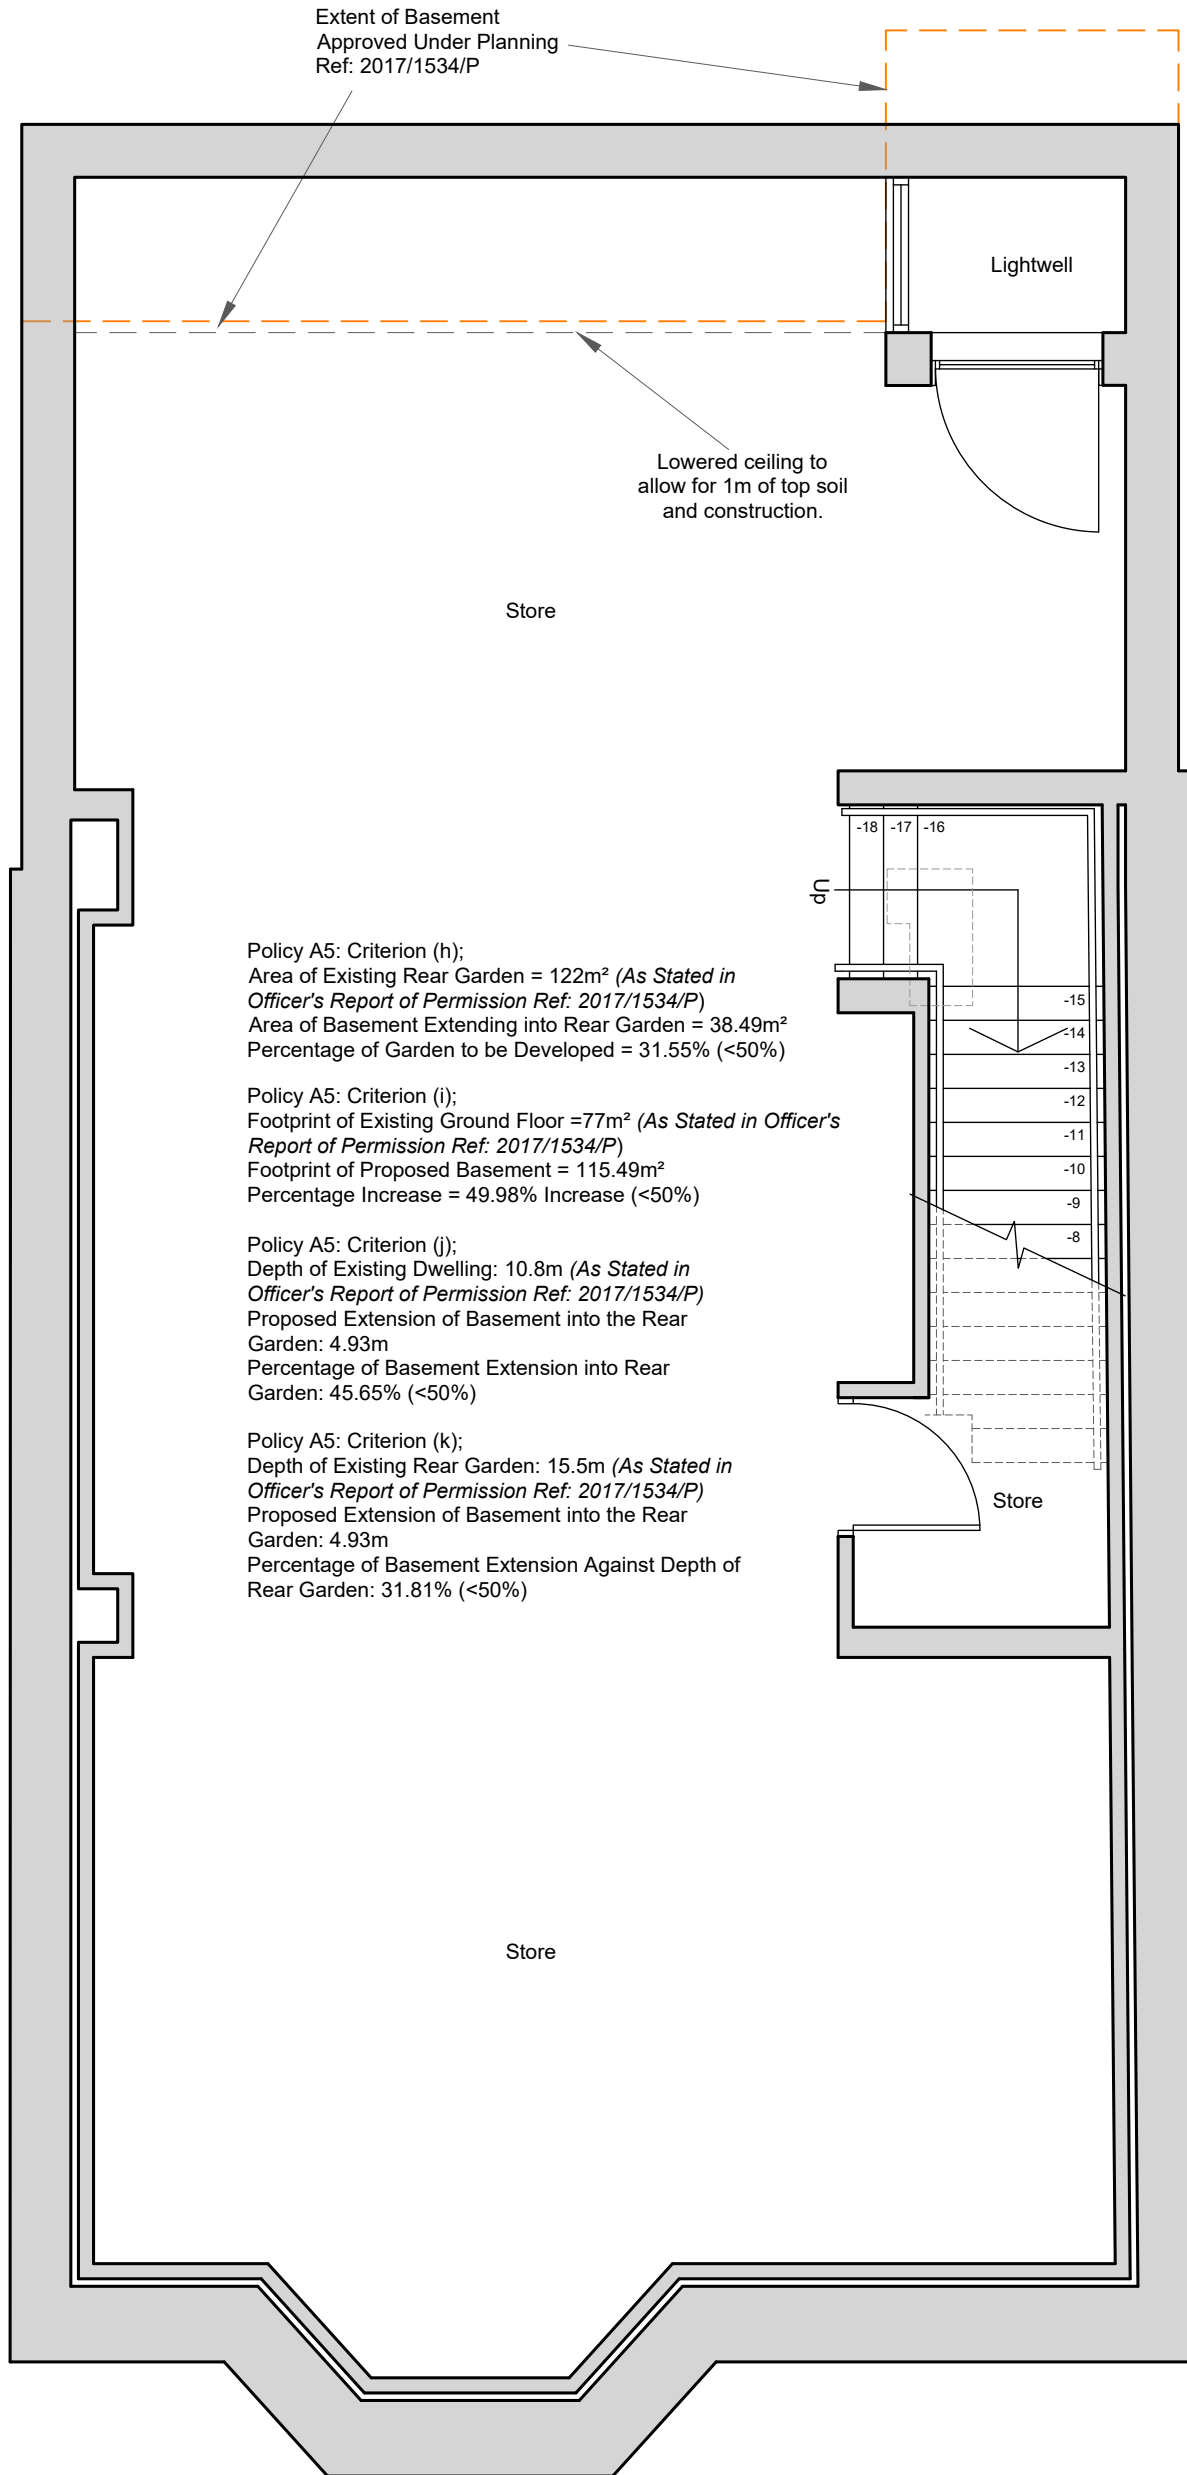 Extent of Basement
Approved Under Planning
Ref: 2017/1534/P
Lightwell
Lowered ceiling to
allow for 1m of top soil
and construction.
Store
-18 -17 -16
Up
-15
-14
-13
-12
-11
-10
-9
-8
Policy A5: Criterion (h);
Area of Existing Rear Garden = 122m² (As Stated in
Officer's Report of Permission Ref: 2017/1534/P)
Area of Basement Extending into Rear Garden = 38.49m²
Percentage of Garden to be Developed = 31.55% (<50%)
Policy A5: Criterion (i);
Footprint of Existing Ground Floor =77m² (As Stated in Officer's
Report of Permission Ref: 2017/1534/P)
Footprint of Proposed Basement = 115.49m²
Percentage Increase = 49.98% Increase (<50%)
Policy A5: Criterion (j);
Depth of Existing Dwelling: 10.8m (As Stated in
Officer's Report of Permission Ref: 2017/1534/P)
Proposed Extension of Basement into the Rear
Garden: 4.93m
Percentage of Basement Extension into Rear
Garden: 45.65% (<50%)
Policy A5: Criterion (k);
Depth of Existing Rear Garden: 15.5m (As Stated in
Officer's Report of Permission Ref: 2017/1534/P)
Proposed Extension of Basement into the Rear
Garden: 4.93m
Percentage of Basement Extension Against Depth of
Rear Garden: 31.81% (<50%)
Store
Store